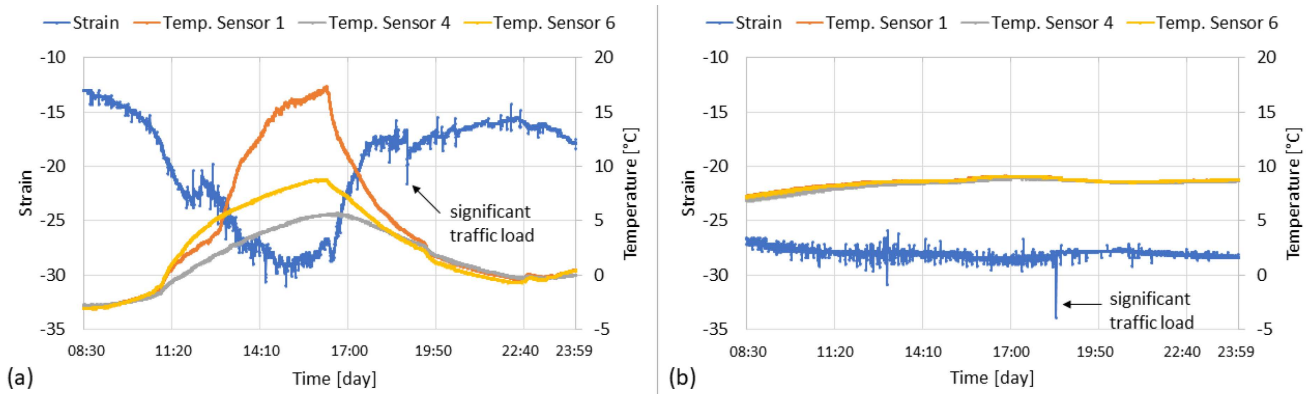 Strain Temp. Sensor 1 Temp. Sensor 4 Temp. Sensor 6
-10
-15
-20
-25
-30
-35
Strain
20
15
10
5
0
-5
Temperature [°C]
significant
traffic load
08:30 11:20 14:10 17:00 19:50 22:40 23:59
Time [day]
(a)
Strain Temp. Sensor 1 Temp. Sensor 4 Temp. Sensor 6
-10
-15
-20
-25
-30
-35
Strain
20
15
10
5
0
-5
Temperature [°C]
significant
traffic load
08:30 11:20 14:10 17:00 19:50 22:40 23:59
Time [day]
(b)